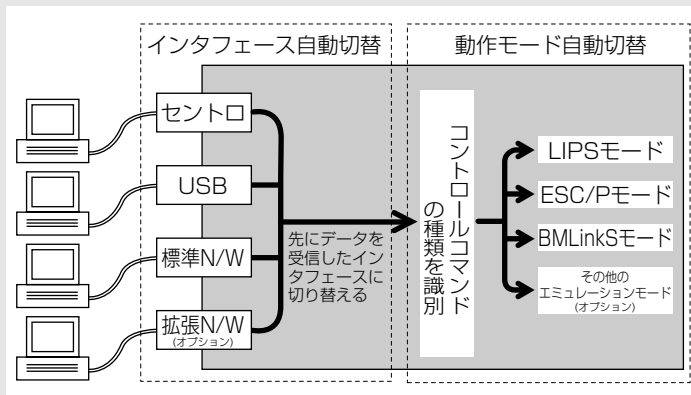 インタフェース自動切替
動作モード自動切替
セントロ
USB
標準N/W
拡張N/W
(オプション)
先にデータを
受信したイン
タフェースに
切り替える
コントロールコマンド
の種類を識別
LIPSモード
ESC/Pモード
BMLinkSモード
その他の
エミュレーションモード
(オプション)